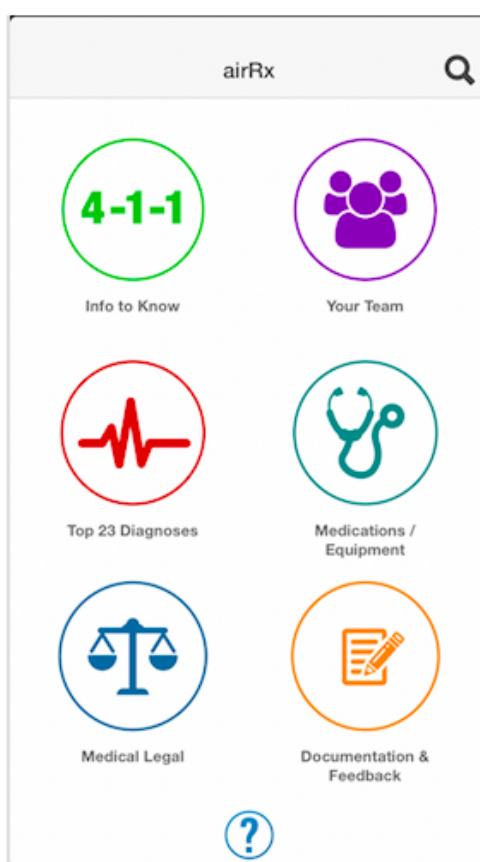 airRx
4-1-1
Info to Know
Your Team
Top 23 Diagnoses
Medications /
Equipment
Medical Legal
Documentation &
Feedback
?